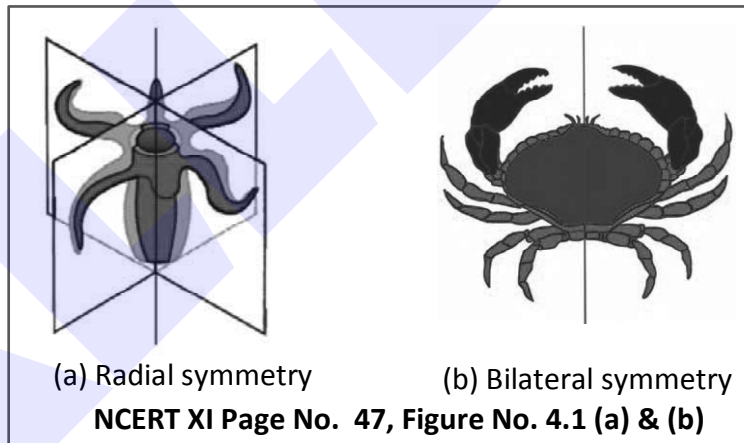 (a) Radial symmetry
(b) Bilateral symmetry
NCERT XI Page No. 47, Figure No. 4.1 (a) & (b)